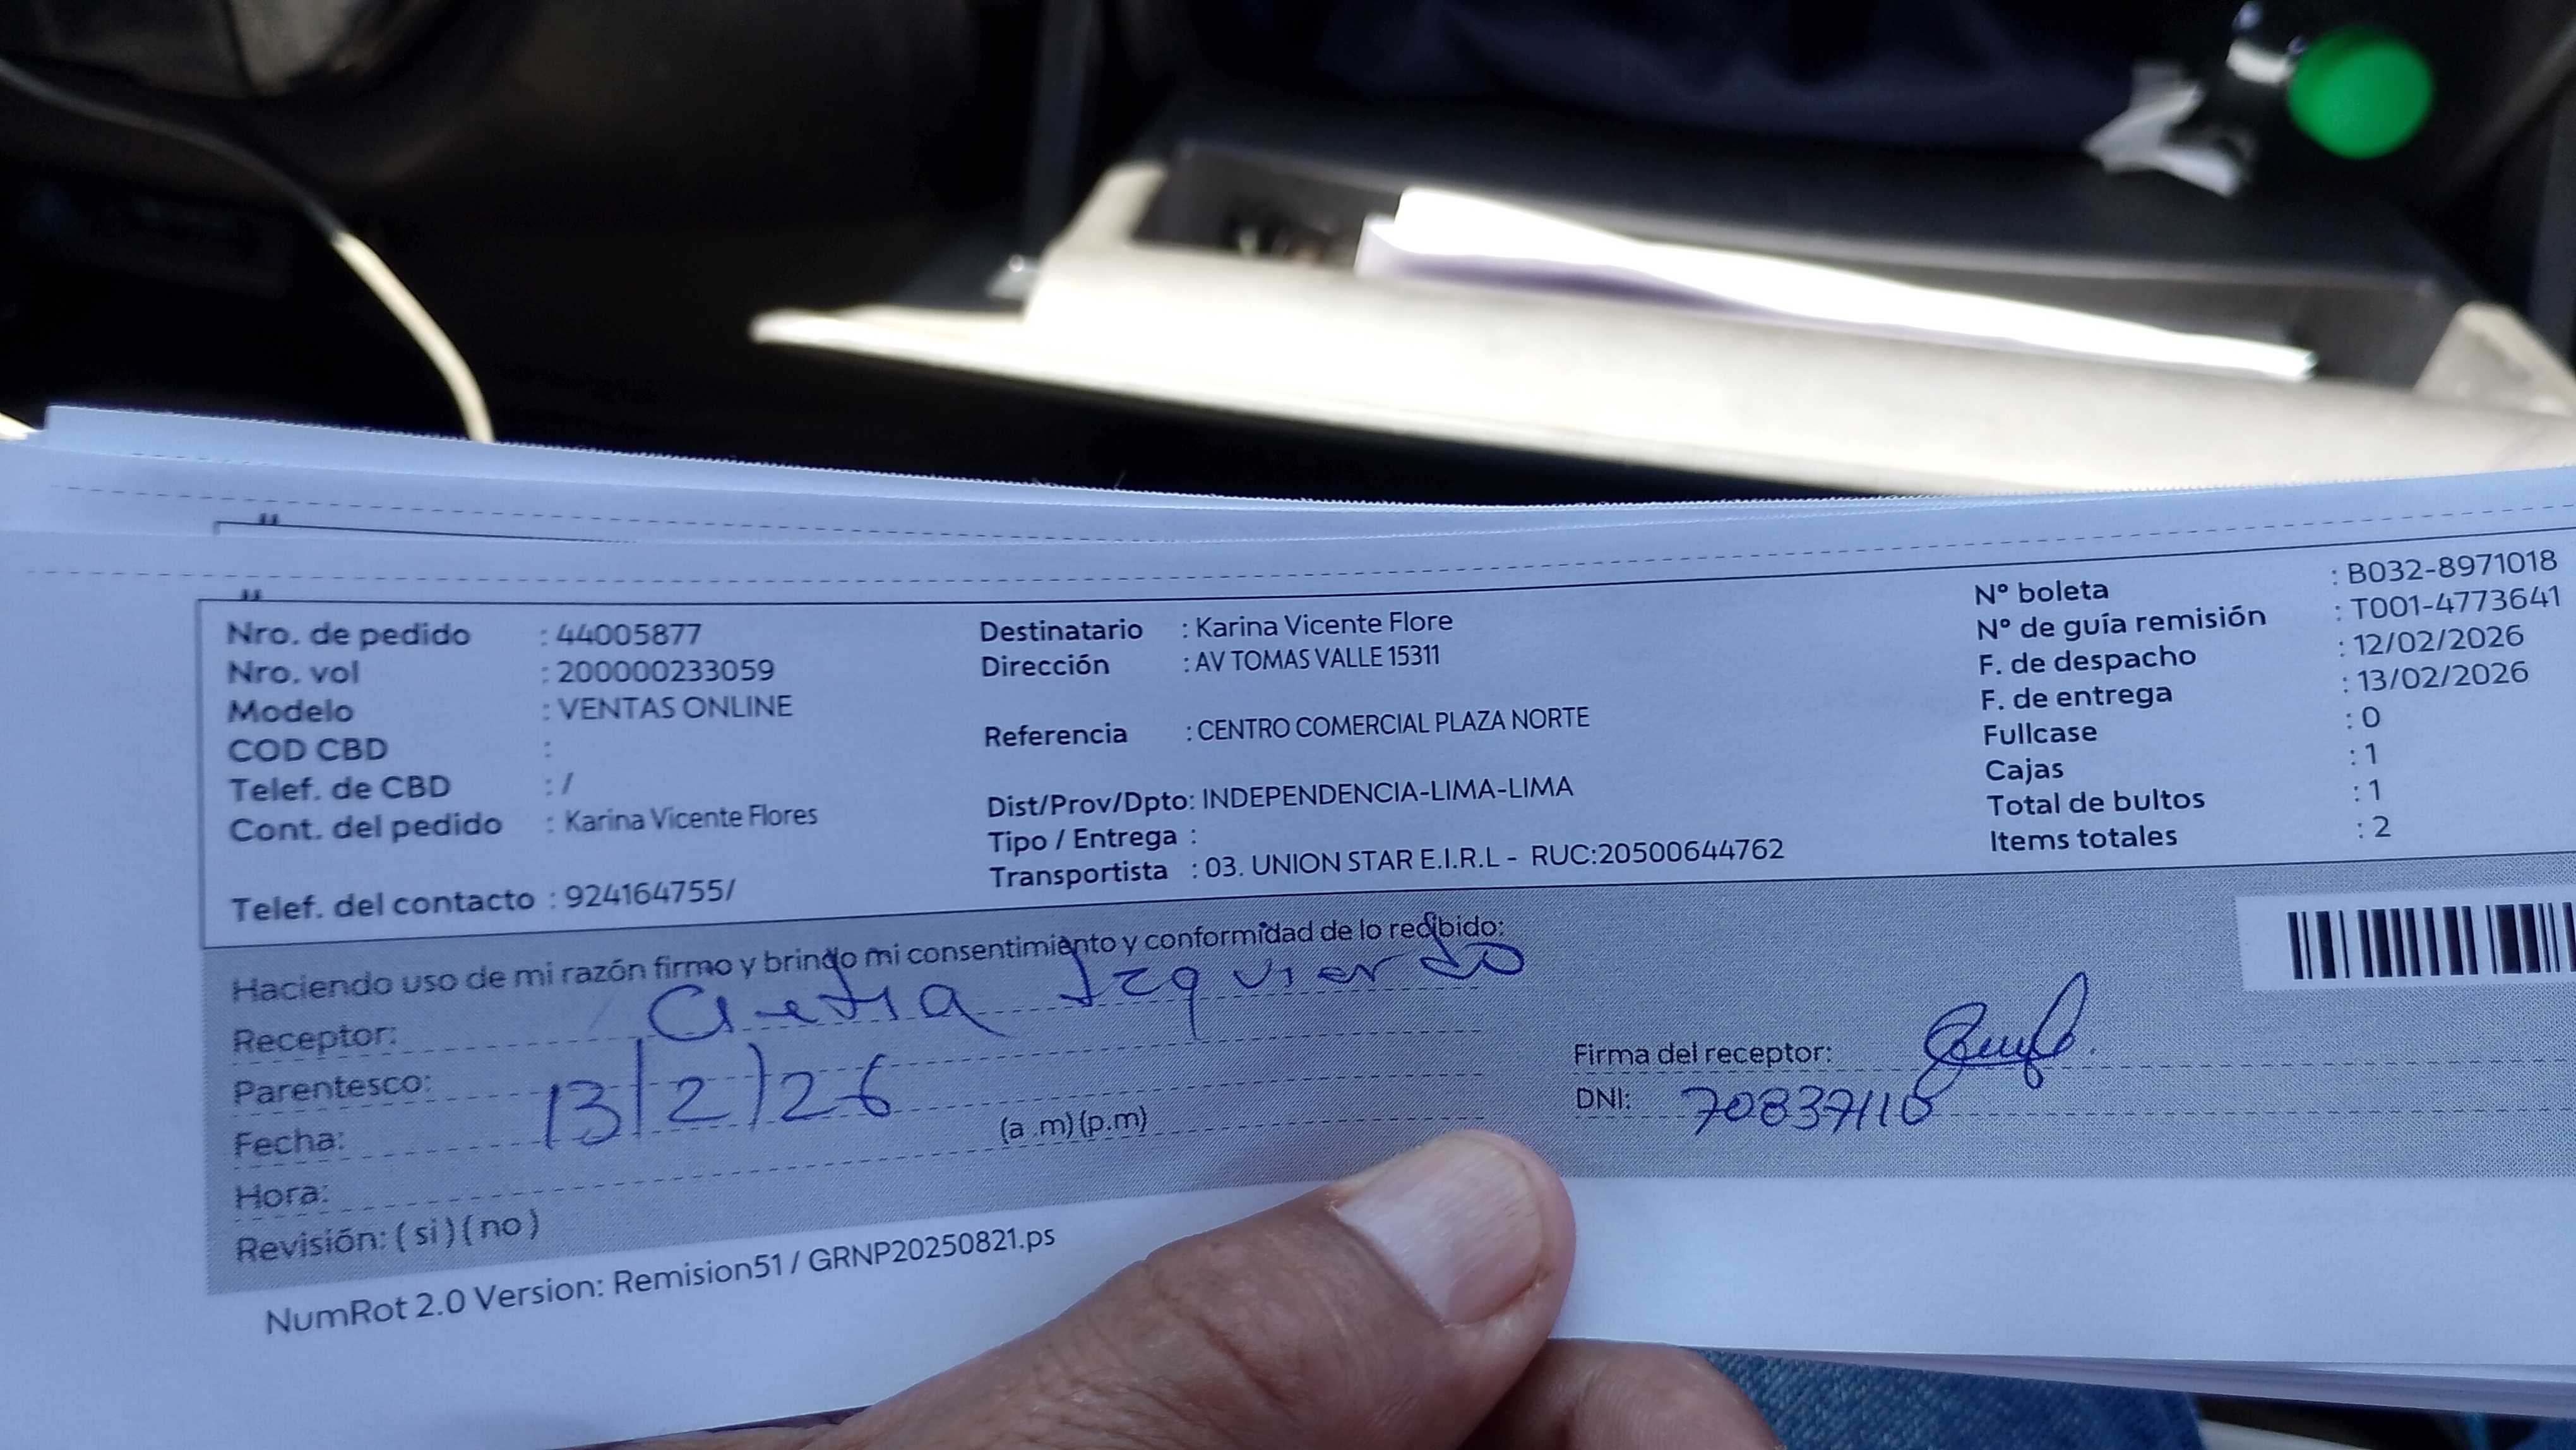 Nro. de pedido : 44005877
Nro. vol : 200000233059
Modelo : VENTAS ONLINE
COD CBD :
Telef. de CBD : /
Cont. del pedido : Karina Vicente Flores
Telef. del contacto : 924164755/
Destinatario : Karina Vicente Flore
Dirección : AV TOMAS VALLE 15311
Referencia : CENTRO COMERCIAL PLAZA NORTE
Dist/Prov/Dpto: INDEPENDENCIA-LIMA-LIMA
Tipo / Entrega :
Transportista : 03. UNION STAR E.I.R.L - RUC:20500644762
N° boleta : B032-8971018
N° de guía remisión : T001-4773641
F. de despacho : 12/02/2026
F. de entrega : 13/02/2026
Fullcase : 0
Cajas : 1
Total de bultos : 1
Items totales : 2
Haciendo uso de mi razón firmo y brindo mi consentimiento y conformidad de lo recibido:
Receptor: Izquierdo
Parentesco:
Fecha: 13/2/26
Hora: (a .m) (p.m)
Revisión: ( si ) ( no )
Firma del receptor:
DNI: 70837110
NumRot 2.0 Version: Remision51 / GRNP20250821.ps